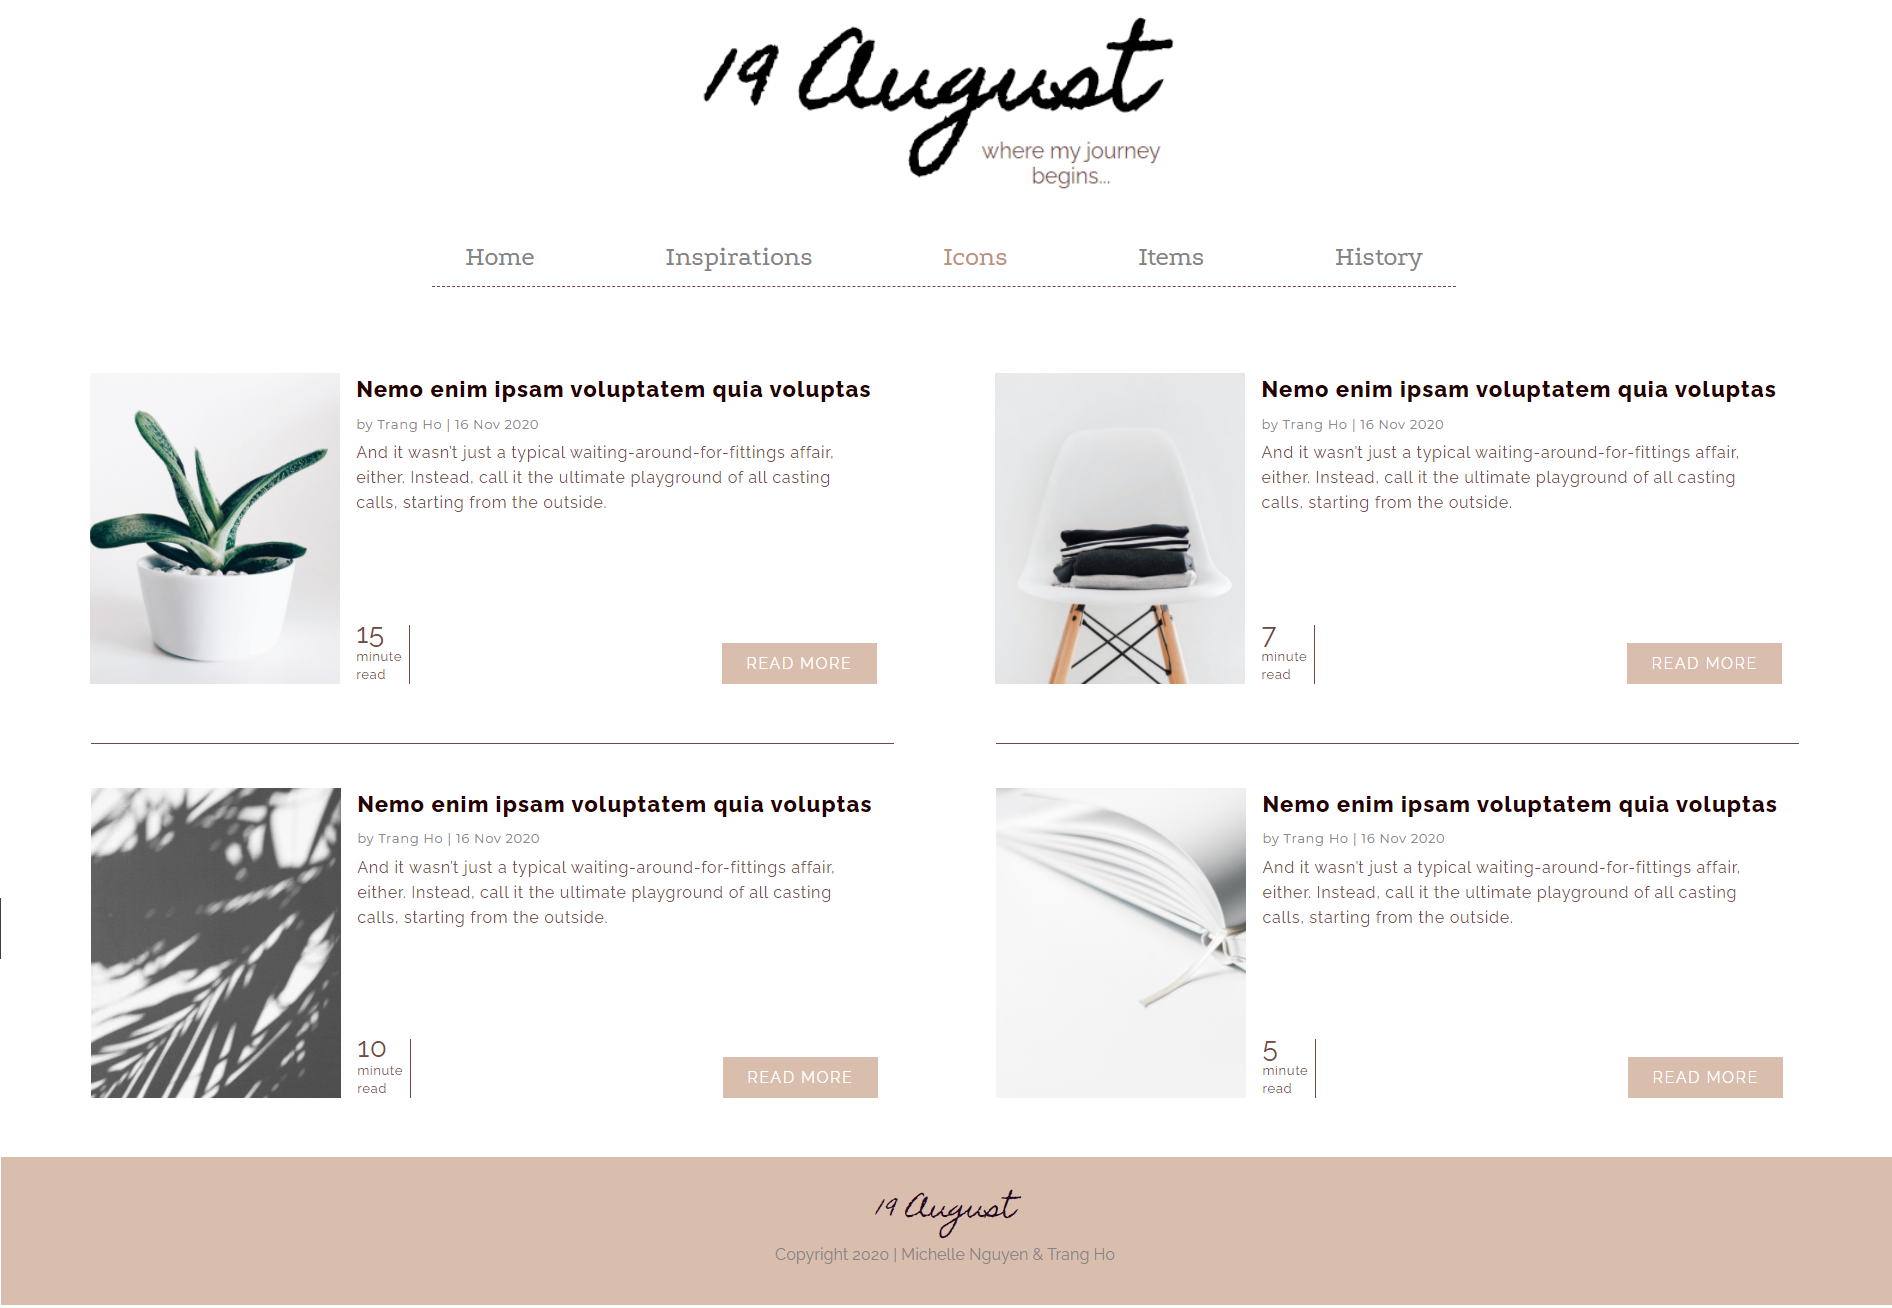 19 August
where my journey
begins...
Home Inspirations Icons Items History
Nemo enim ipsam voluptatem quia voluptas
by Trang Ho | 16 Nov 2020
And it wasn't just a typical waiting-around-for-fittings affair,
either. Instead, call it the ultimate playground of all casting
calls, starting from the outside.
15
minute
read
READ MORE
Nemo enim ipsam voluptatem quia voluptas
by Trang Ho | 16 Nov 2020
And it wasn't just a typical waiting-around-for-fittings affair,
either. Instead, call it the ultimate playground of all casting
calls, starting from the outside.
7
minute
read
READ MORE
Nemo enim ipsam voluptatem quia voluptas
by Trang Ho | 16 Nov 2020
And it wasn't just a typical waiting-around-for-fittings affair,
either. Instead, call it the ultimate playground of all casting
calls, starting from the outside.
10
minute
read
READ MORE
Nemo enim ipsam voluptatem quia voluptas
by Trang Ho | 16 Nov 2020
And it wasn't just a typical waiting-around-for-fittings affair,
either. Instead, call it the ultimate playground of all casting
calls, starting from the outside.
5
minute
read
READ MORE
19 August
Copyright 2020 | Michelle Nguyen & Trang Ho